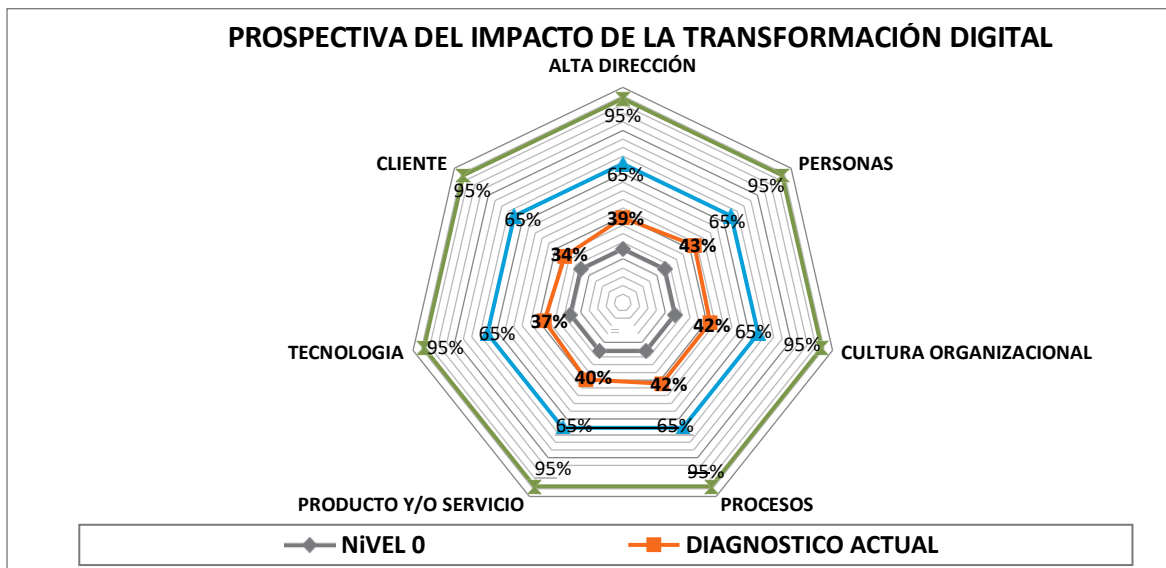 PROSPECTIVA DEL IMPACTO DE LA TRANSFORMACIÓN DIGITAL
ALTA DIRECCIÓN
95%
CLIENTE
PERSONAS
95%
65%
95%
65%
65%
39%
34%
43%
37%
42%
TECNOLOGIA
95%
65%
65%
95%
CULTURA ORGANIZACIONAL
40%
42%
65%
65%
95%
95%
PRODUCTO Y/O SERVICIO
PROCESOS
NiVEL 0
DIAGNOSTICO ACTUAL